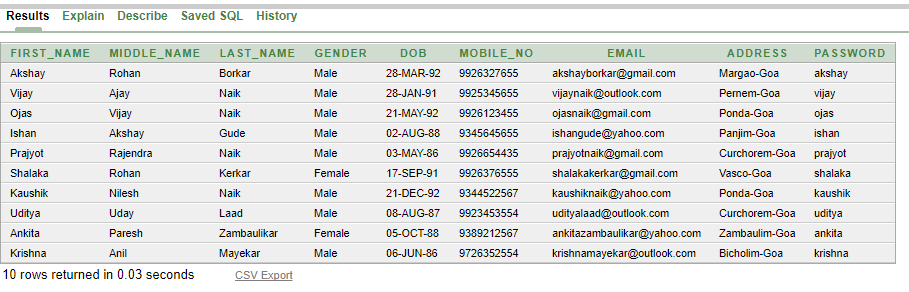 Results Explain Describe Saved SQL History
FIRST_NAME MIDDLE_NAME LAST_NAME GENDER DOB MOBILE_NO EMAIL ADDRESS PASSWORD
Akshay Rohan Borkar Male 28-MAR-92 9926327655 akshayborkar@gmail.com Margao-Goa akshay
Vijay Ajay Naik Male 28-JAN-91 9925345655 vijaynaik@outlook.com Pernem-Goa vijay
Ojas Vijay Naik Male 21-MAY-92 9926123455 ojasnaik@gmail.com Ponda-Goa ojas
Ishan Akshay Gude Male 02-AUG-88 9345645655 ishangude@yahoo.com Panjim-Goa ishan
Prajyot Rajendra Naik Male 03-MAY-86 9926654435 prajyotnaik@gmail.com Curchorem-Goa prajyot
Shalaka Rohan Kerkar Female 17-SEP-91 9926376555 shalakakerkar@gmail.com Vasco-Goa shalaka
Kaushik Nilesh Naik Male 21-DEC-92 9344522567 kaushiknaik@yahoo.com Ponda-Goa kaushik
Uditya Uday Laad Male 08-AUG-87 9923453554 udityalaad@outlook.com Curchorem-Goa uditya
Ankita Paresh Zambaulikar Female 05-OCT-88 9389212567 ankitazambaulikar@yahoo.com Zambaulim-Goa ankita
Krishna Anil Mayekar Male 06-JUN-86 9726352554 krishnamayekar@outlook.com Bicholim-Goa krishna
10 rows returned in 0.03 seconds CSV Export